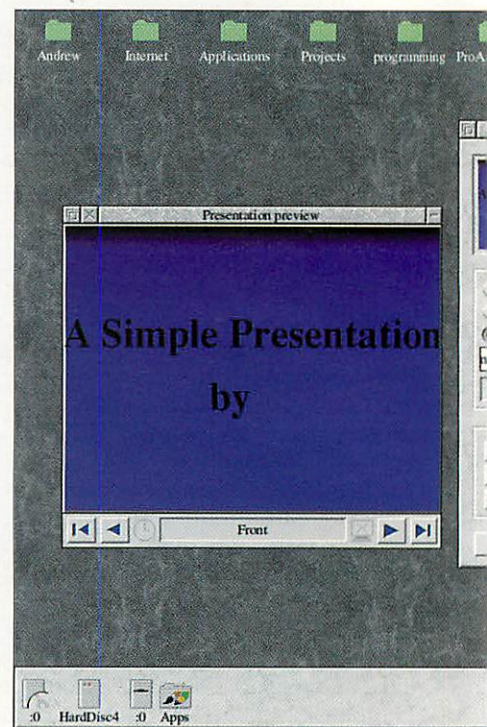 Andrew Internet Applications Projects programming ProA
Presentation preview
A Simple Presentation
by
Front
:0 HardDisc4 :0 Apps